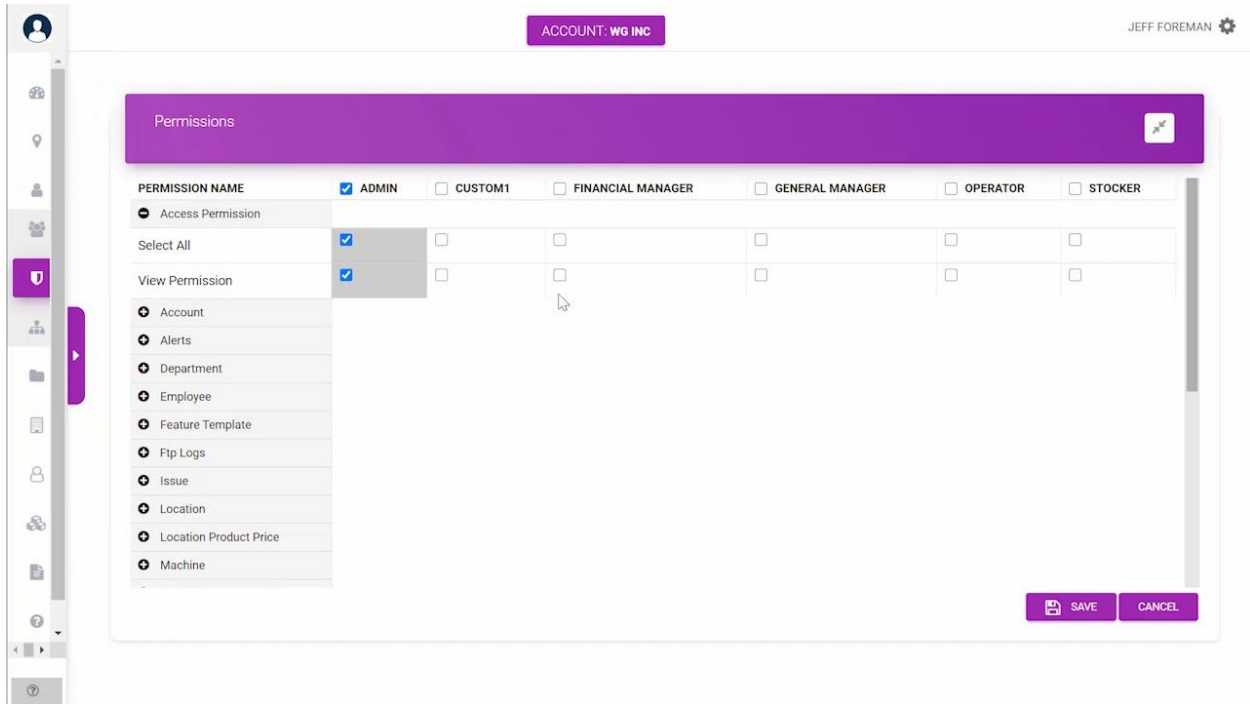 ACCOUNT: WG INC
JEFF FOREMAN
Permissions
PERMISSION NAME ADMIN CUSTOM1 FINANCIAL MANAGER GENERAL MANAGER OPERATOR STOCKER
Access Permission
Select All
View Permission
Account
Alerts
Department
Employee
Feature Template
Ftp Logs
Issue
Location
Location Product Price
Machine
SAVE CANCEL